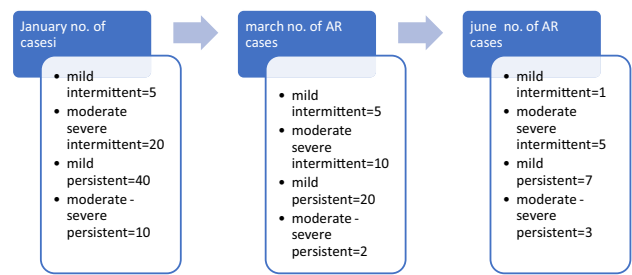 January no. of
casesi
• mild
intermittent=5
• moderate
severe
intermittent=20
• mild
persistent=40
• moderate -
severe
persistent=10
march no. of AR
cases
• mild
intermittent=5
• moderate
severe
intermittent=10
• mild
persistent=20
• moderate -
severe
persistent=2
june no. of AR
cases
• mild
intermittent=1
• moderate
severe
intermittent=5
• mild
persistent=7
• moderate -
severe
persistent=3